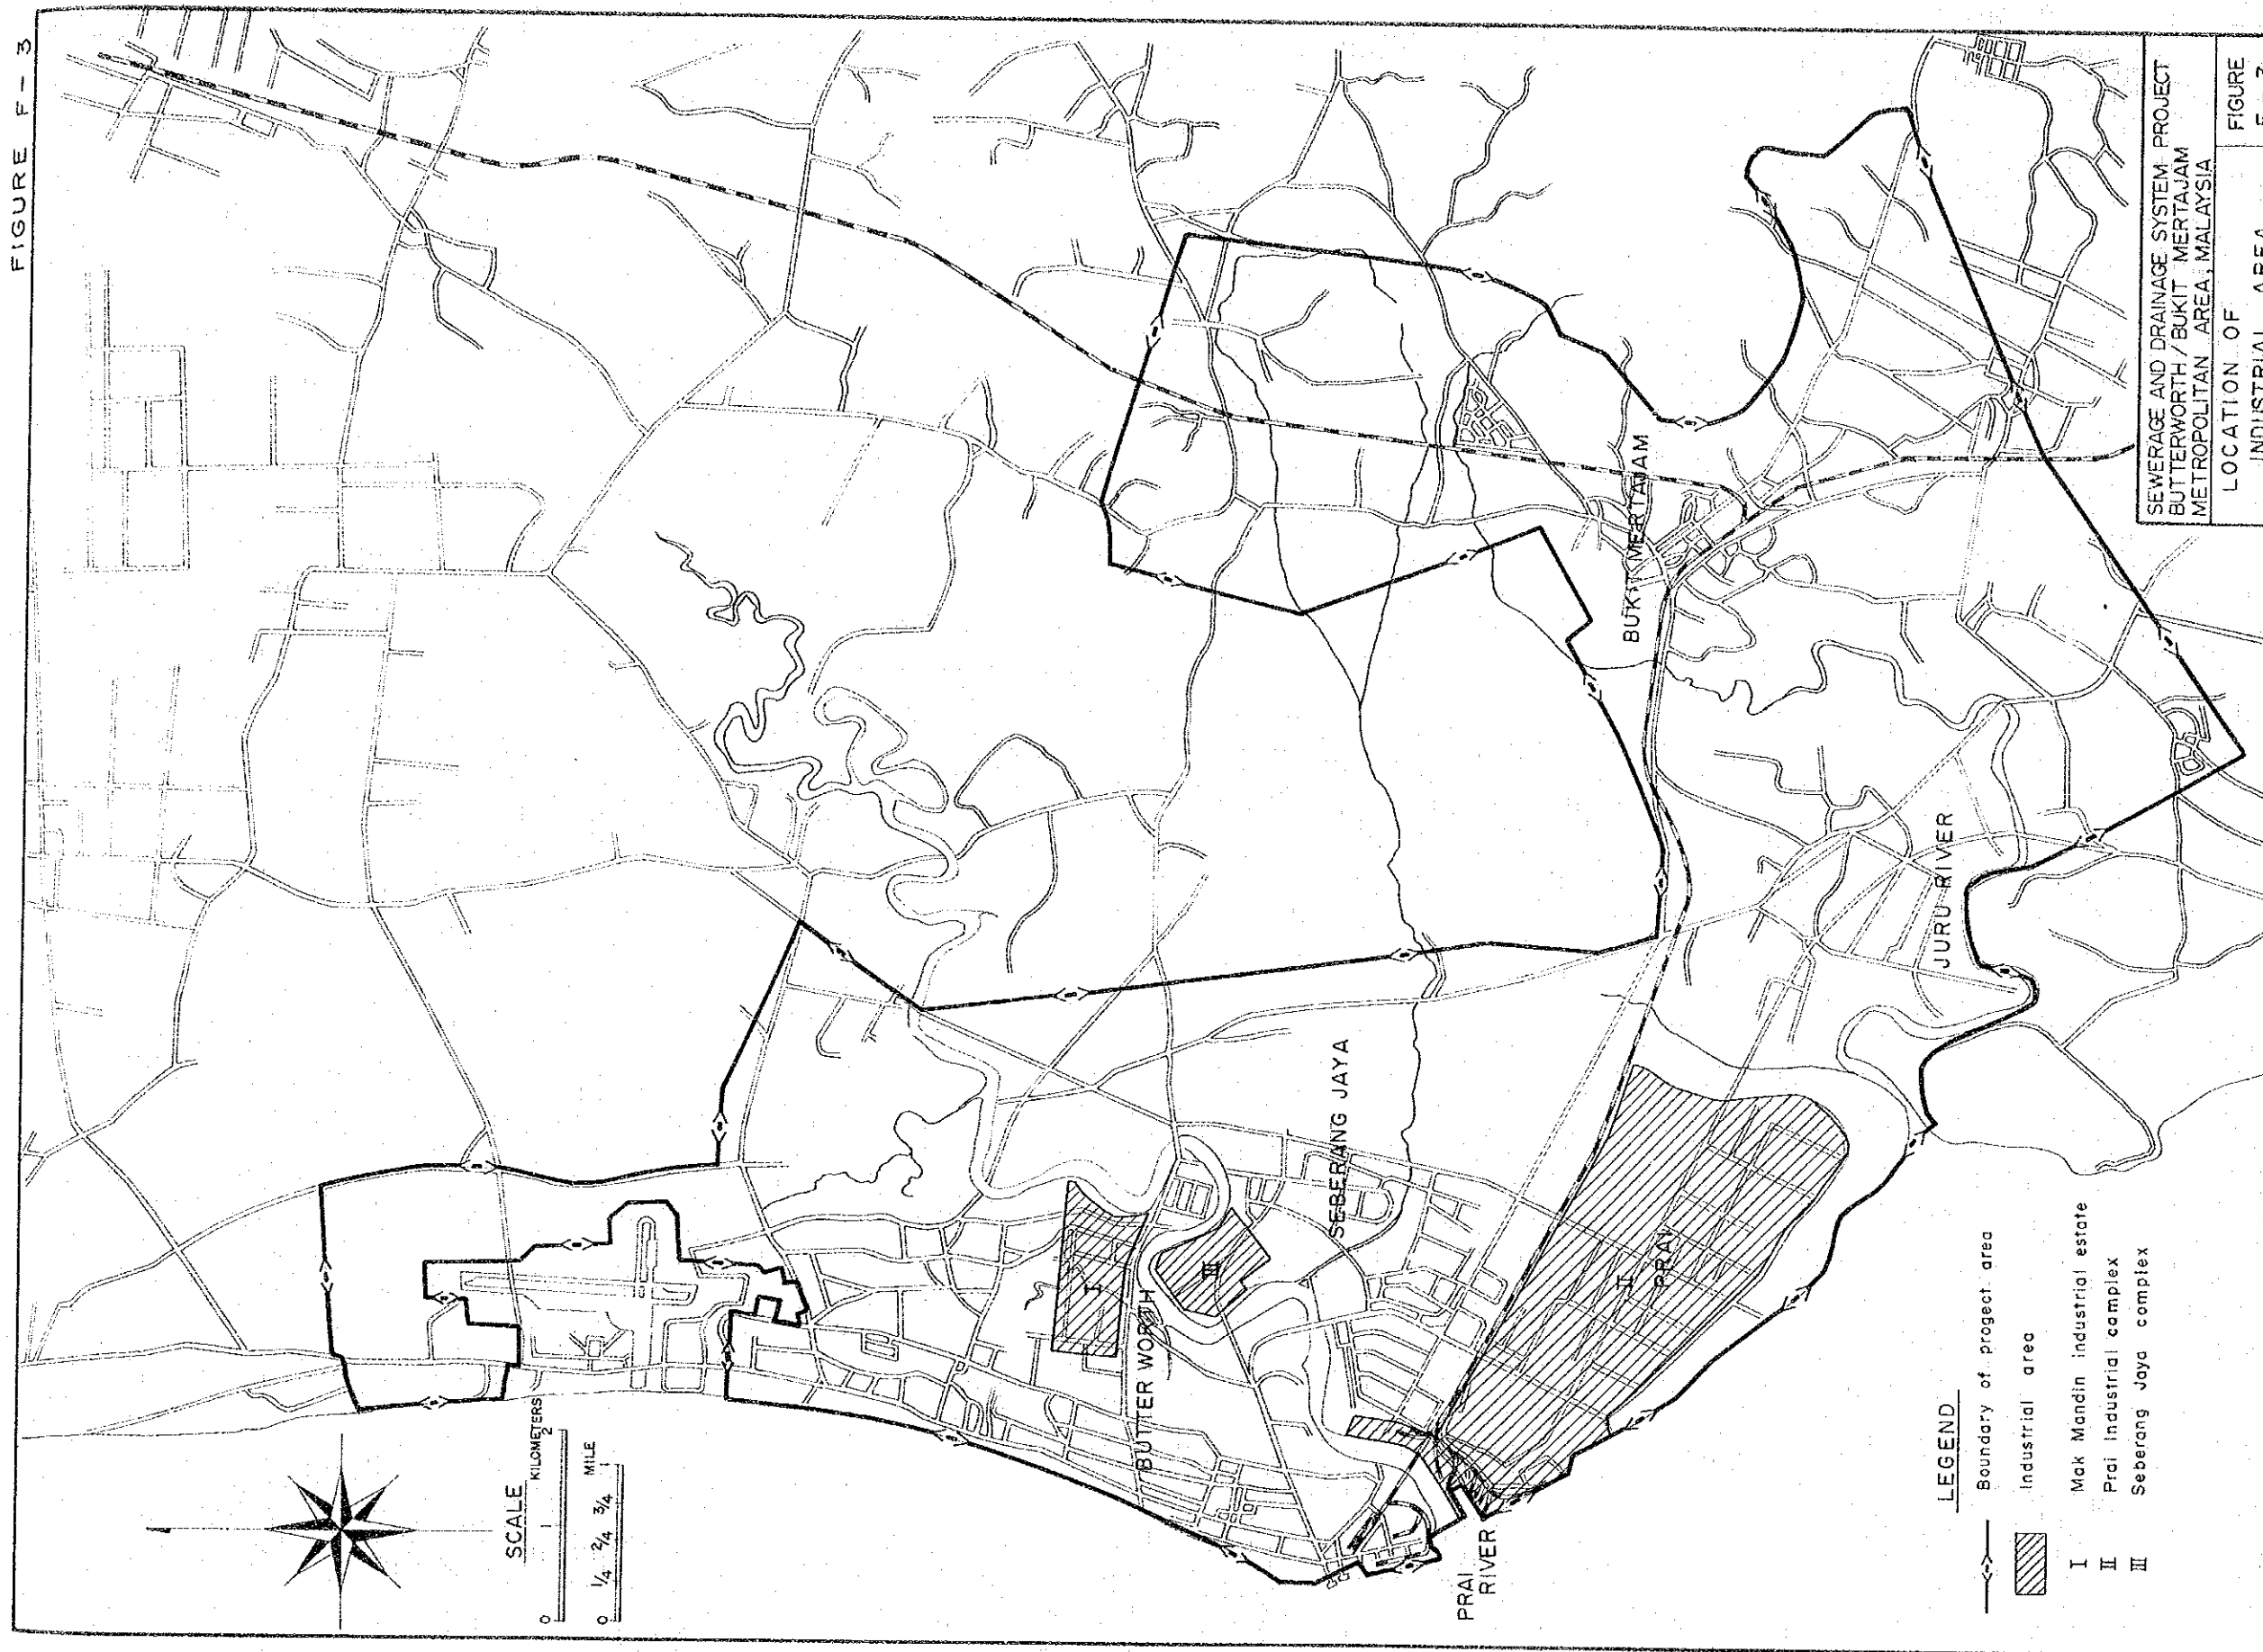 FIGURE F-3
SCALE
KILOMETERS
0 1 2
MILE
0 1/4 2/4 3/4 1
BUTTER WORTH
SEBERANG JAYA
BUKIT MERTAJAM
PRAI
RIVER
PRAI
JURU RIVER
I
II
III
LEGEND
Boundary of progect area
Industrial area
I Mak Mandin industrial estate
II Prai industrial complex
III Seberang Jaya complex
SEWERAGE AND DRAINAGE SYSTEM PROJECT
BUTTERWORTH/BUKIT MERTAJAM
METROPOLITAN AREA, MALAYSIA
LOCATION OF
INDUSTRIAL AREA
FIGURE